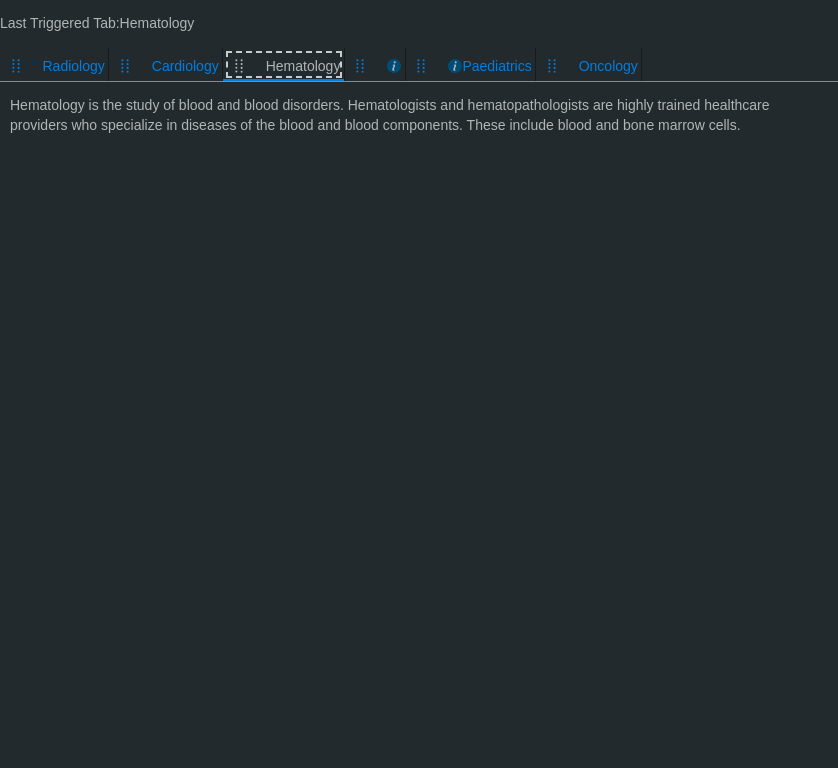 Last Triggered Tab:Hematology
Radiology Cardiology Hematology i i Paediatrics Oncology
Hematology is the study of blood and blood disorders. Hematologists and hematopathologists are highly trained healthcare
providers who specialize in diseases of the blood and blood components. These include blood and bone marrow cells.